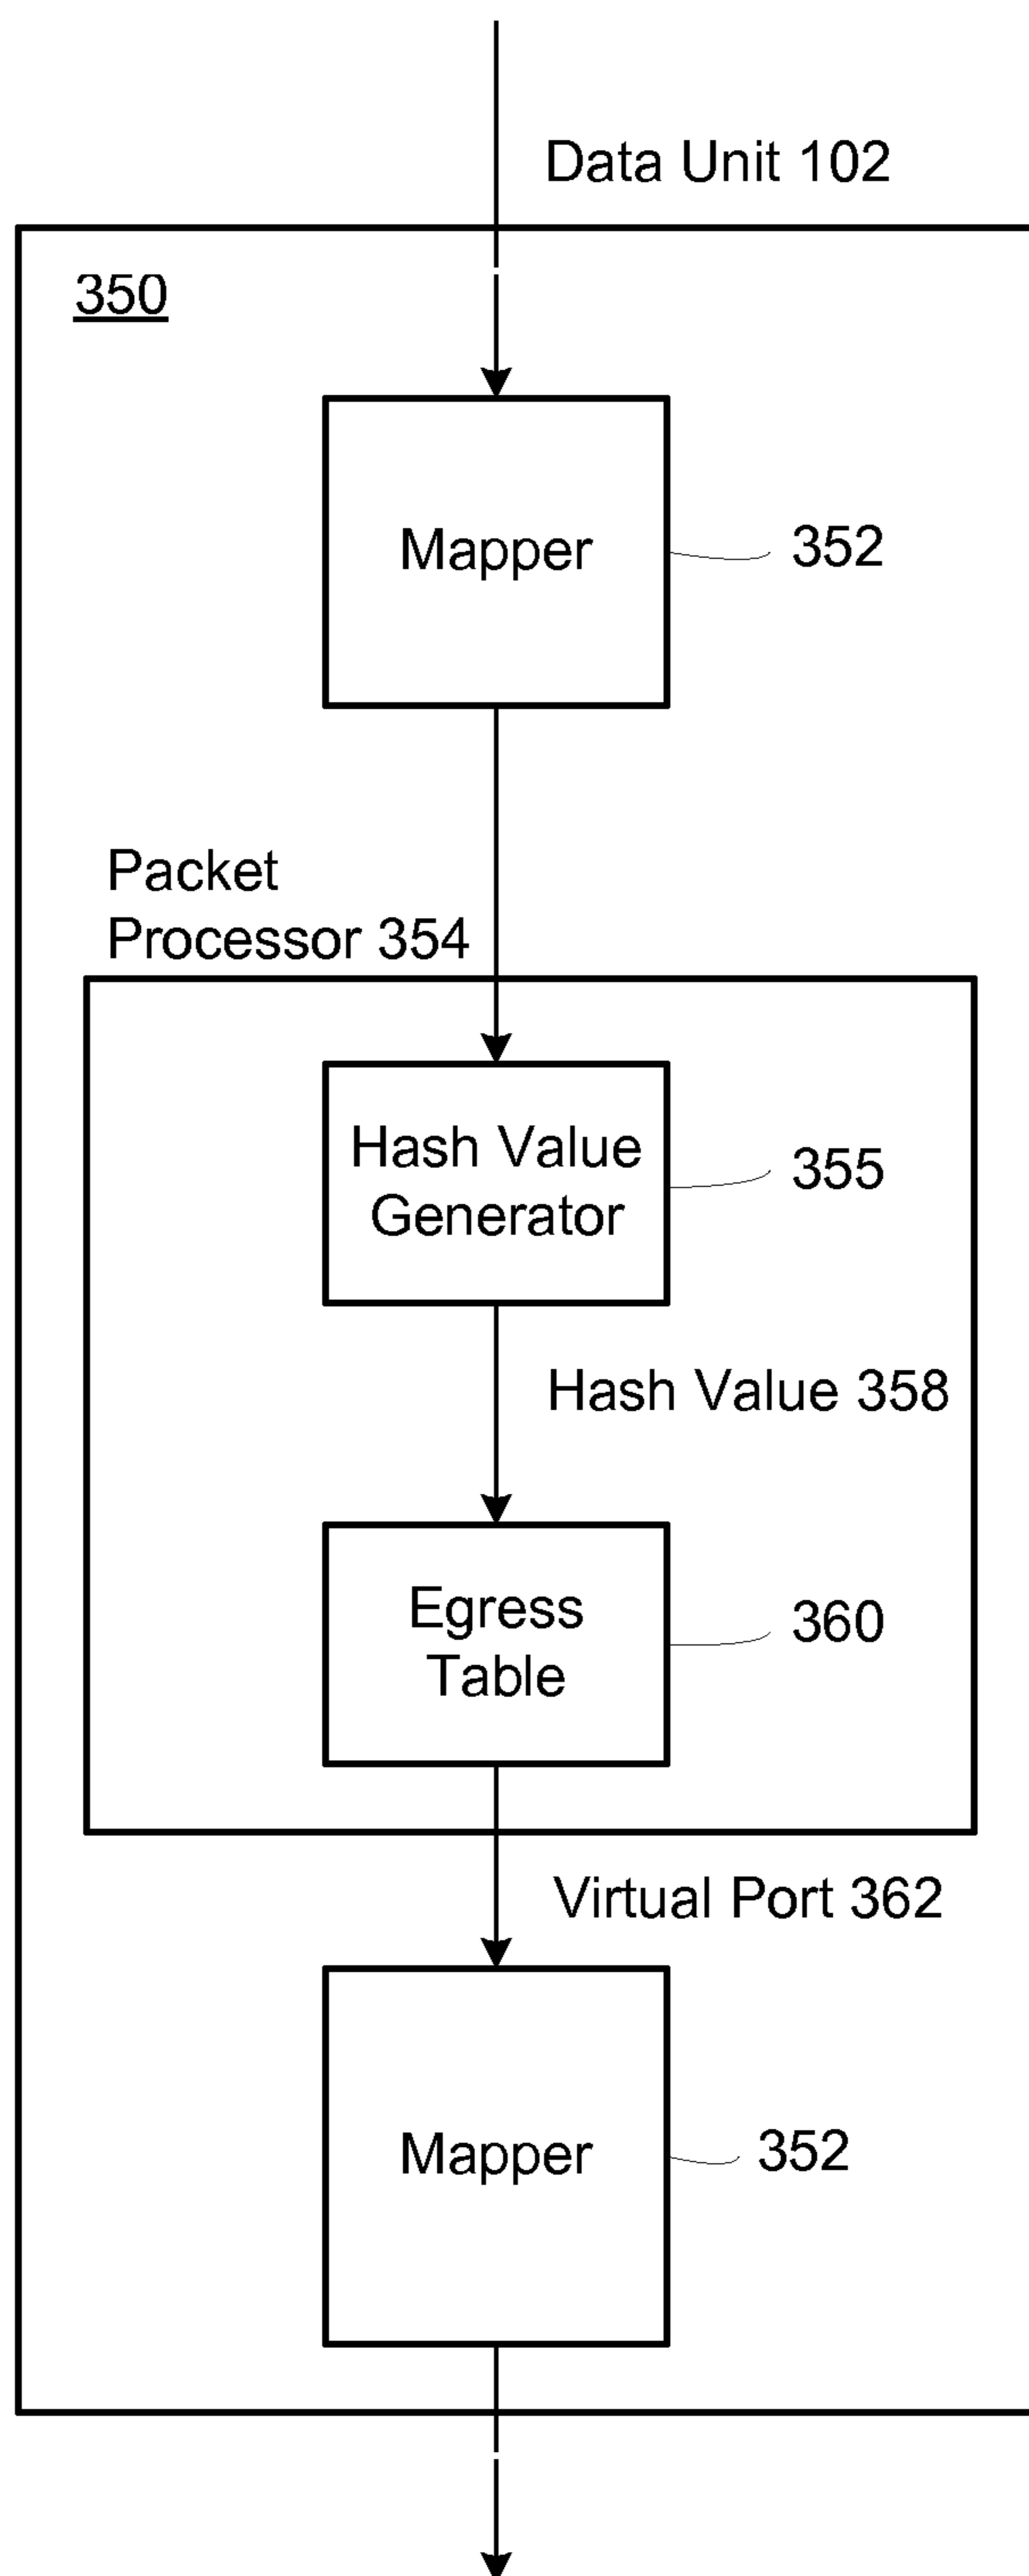 Data Unit 102
350
Mapper
352
Packet
Processor 354
Hash Value
Generator
355
Hash Value 358
Egress
Table
360
Virtual Port 362
Mapper
352